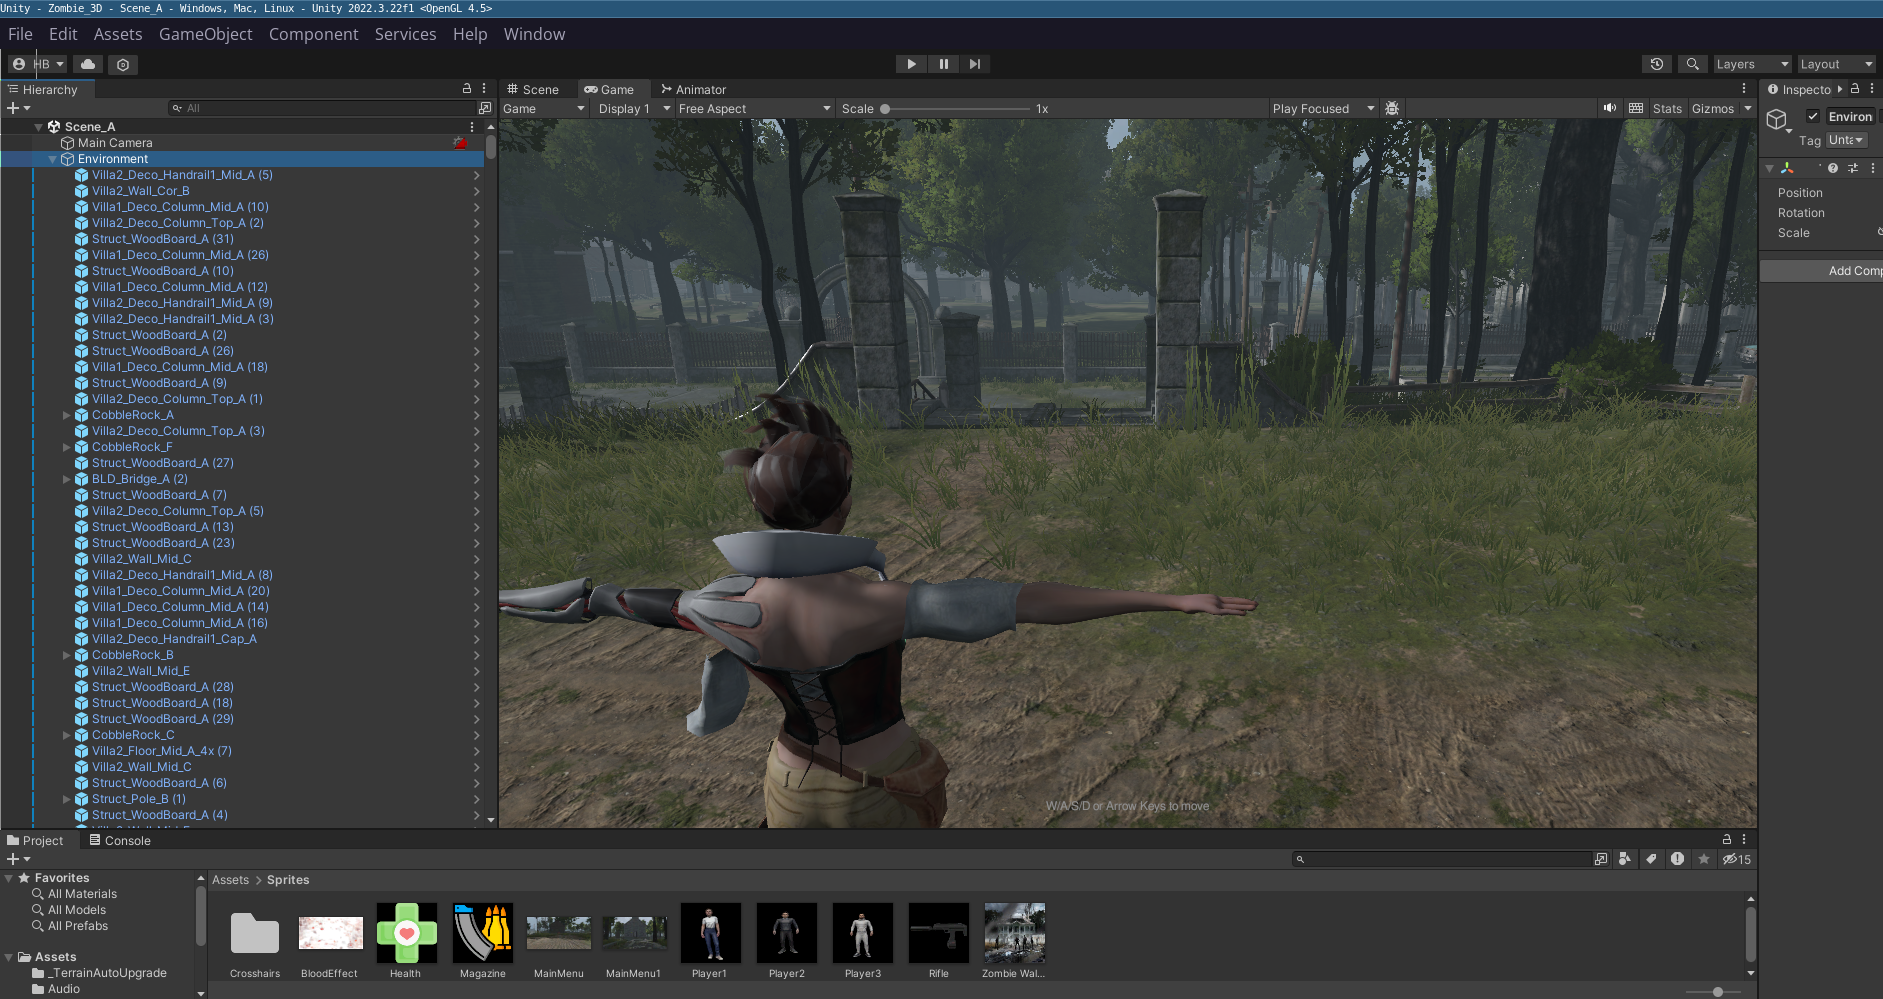 Unity - Zombie_3D - Scene_A - Windows, Mac, Linux - Unity 2022.3.22f1 <OpenGL 4.5>
File Edit Assets GameObject Component Services Help Window
HB
Layers
Layout
Hierarchy
All
Scene_A
Main Camera
Environment
Villa2_Deco_Handrail1_Mid_A (5)
Villa2_Wall_Cor_B
Villa1_Deco_Column_Mid_A (10)
Villa2_Deco_Column_Top_A (2)
Struct_WoodBoard_A (31)
Villa1_Deco_Column_Mid_A (26)
Struct_WoodBoard_A (10)
Villa1_Deco_Column_Mid_A (12)
Villa2_Deco_Handrail1_Mid_A (9)
Villa2_Deco_Handrail1_Mid_A (3)
Struct_WoodBoard_A (2)
Struct_WoodBoard_A (26)
Villa1_Deco_Column_Mid_A (18)
Struct_WoodBoard_A (9)
Villa2_Deco_Column_Top_A (1)
CobbleRock_A
Villa2_Deco_Column_Top_A (3)
CobbleRock_F
Struct_WoodBoard_A (27)
BLD_Bridge_A (2)
Struct_WoodBoard_A (7)
Villa2_Deco_Column_Top_A (5)
Struct_WoodBoard_A (13)
Struct_WoodBoard_A (23)
Villa2_Wall_Mid_C
Villa2_Deco_Handrail1_Mid_A (8)
Villa1_Deco_Column_Mid_A (20)
Villa1_Deco_Column_Mid_A (14)
Villa1_Deco_Column_Mid_A (16)
Villa2_Deco_Handrail1_Cap_A
CobbleRock_B
Villa2_Wall_Mid_E
Struct_WoodBoard_A (28)
Struct_WoodBoard_A (18)
Struct_WoodBoard_A (29)
CobbleRock_C
Villa2_Floor_Mid_A_4x (7)
Villa2_Wall_Mid_C
Struct_WoodBoard_A (6)
Struct_Pole_B (1)
Struct_WoodBoard_A (4)
Scene
Game
Animator
Game
Display 1
Free Aspect
Scale
1x
Play Focused
Stats
Gizmos
W/A/S/D or Arrow Keys to move
Inspecto
Environ
Tag Unta
Position
Rotation
Scale
Add Comp
Project
Console
15
Favorites
All Materials
All Models
All Prefabs
Assets
_TerrainAutoUpgrade
Audio
Assets > Sprites
Crosshairs
BloodEffect
Health
Magazine
MainMenu
MainMenu1
Player1
Player2
Player3
Rifle
Zombie Wal...